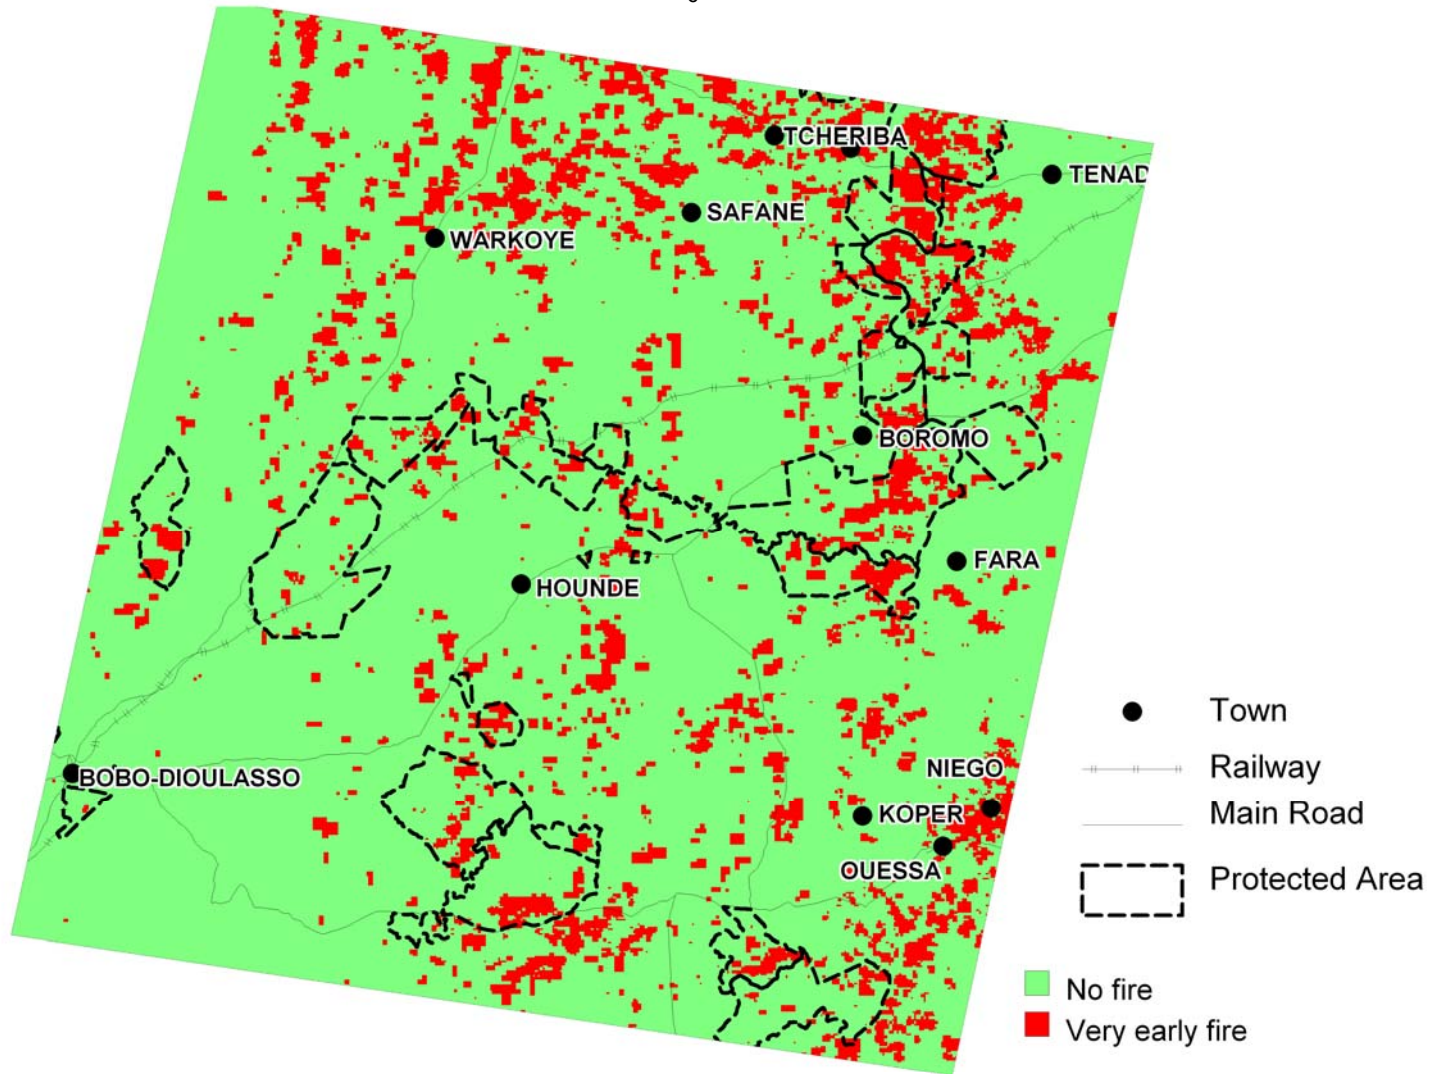 TCHERIBA
TENAD
SAFANE
WARKOYE
BOROMO
FARA
HOUNDE
Town
NIEGO
Railway
BOBO-DIOULASSO
KOPER
Main Road
OUESSA
Protected Area
No fire
Very early fire